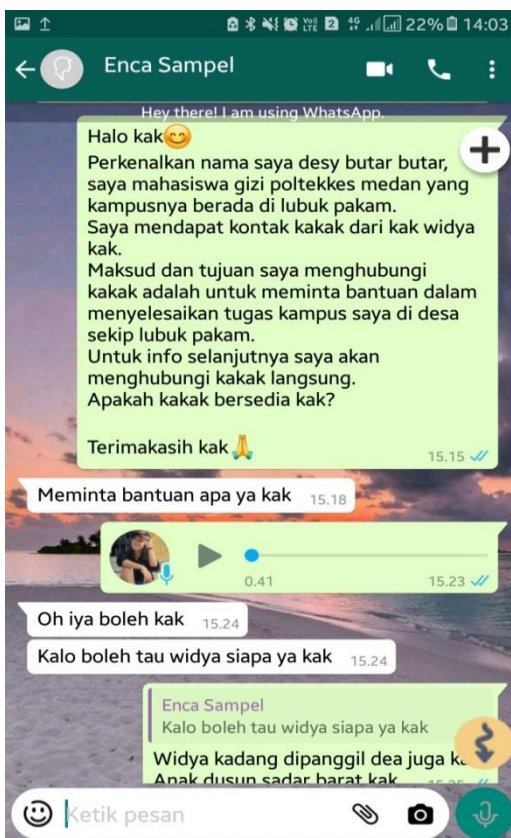 22% 14:03
Enca Sampel
Hey there! I am using WhatsApp.
Halo kak
Perkenalkan nama saya desy butar butar,
saya mahasiswa gizi poltekkes medan yang
kampusnya berada di lubuk pakam.
Saya mendapat kontak kakak dari kak widya
kak.
Maksud dan tujuan saya menghubungi
kakak adalah untuk meminta bantuan dalam
menyelesaikan tugas kampus saya di desa
sekip lubuk pakam.
Untuk info selanjutnya saya akan
menghubungi kakak langsung.
Apakah kakak bersedia kak?
Terimakasih kak
15.15
Meminta bantuan apa ya kak 15.18
0.41 15.23
Oh iya boleh kak 15.24
Kalo boleh tau widya siapa ya kak 15.24
Enca Sampel
Kalo boleh tau widya siapa ya kak
Widya kadang dipanggil dea juga
Anak dusun sadar barat kak
Ketik pesan